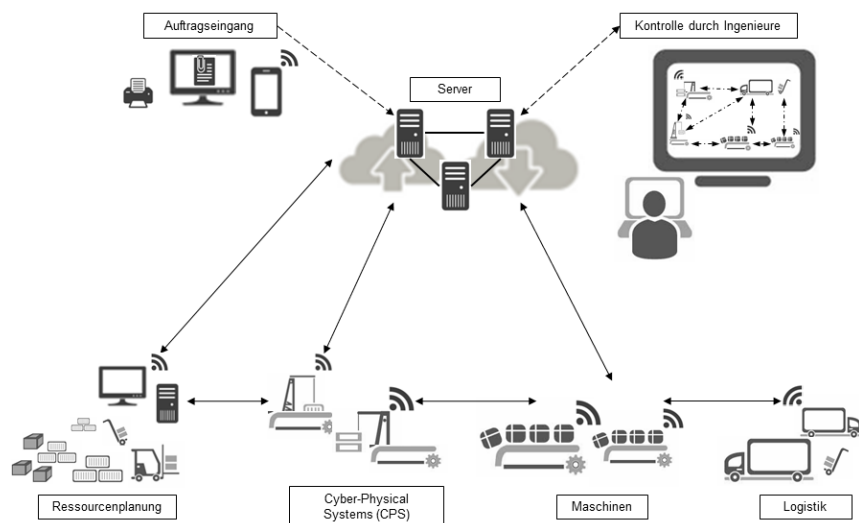 Auftragseingang
Kontrolle durch Ingenieure
Server
Ressourcenplanung
Cyber-Physical
Systems (CPS)
Maschinen
Logistik